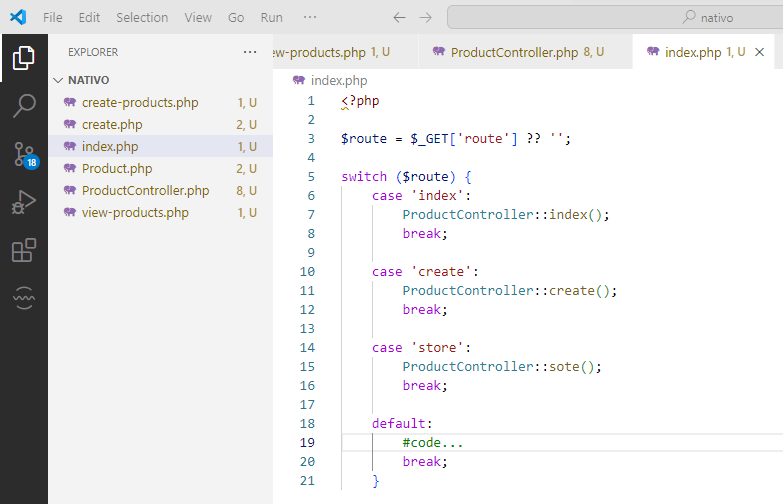 File Edit Selection View Go Run ··· nativo
EXPLORER ···
NATIVO
create-products.php 1, U
create.php 2, U
index.php 1, U
Product.php 2, U
ProductController.php 8, U
view-products.php 1, U
18
ew-products.php 1, U ProductController.php 8, U index.php 1, U
index.php
1 <?php
2
3 $route = $_GET['route'] ?? '';
4
5 switch ($route) {
6 case 'index':
7 ProductController::index();
8 break;
9
10 case 'create':
11 ProductController::create();
12 break;
13
14 case 'store':
15 ProductController::sote();
16 break;
17
18 default:
19 #code...
20 break;
21 }